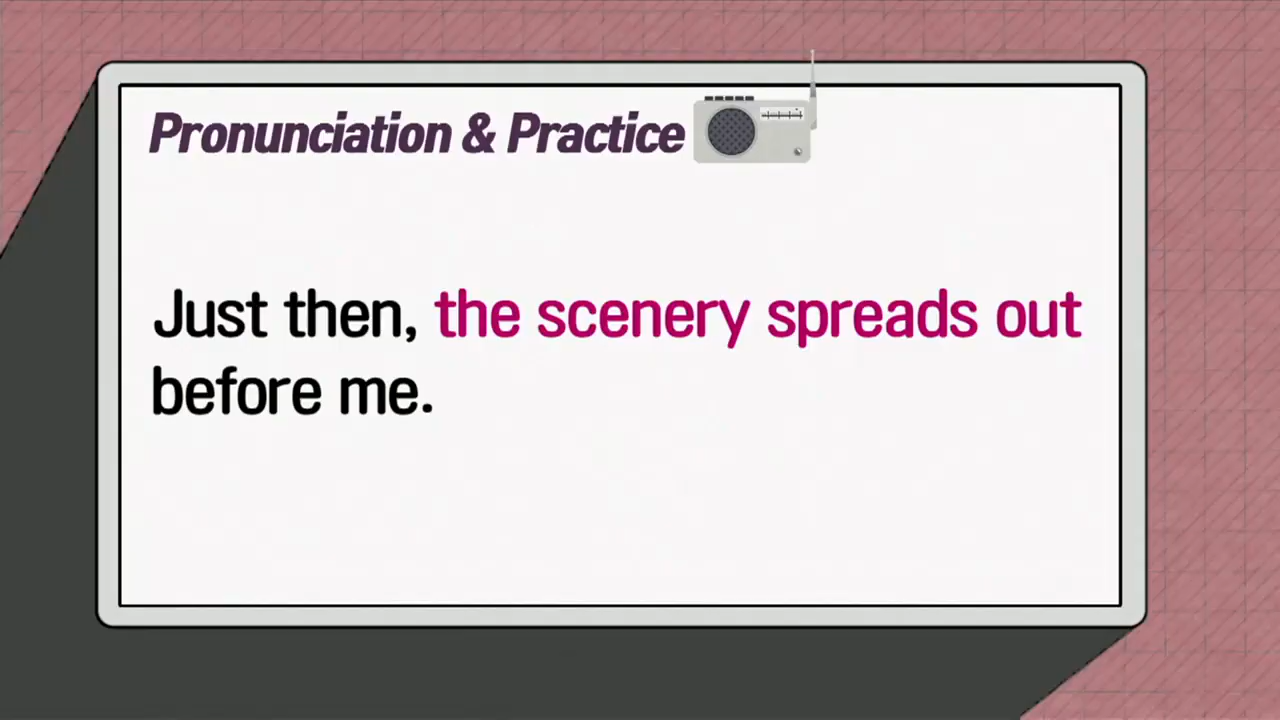 Pronunciation & Practice
Just then, the scenery spreads out
before me.